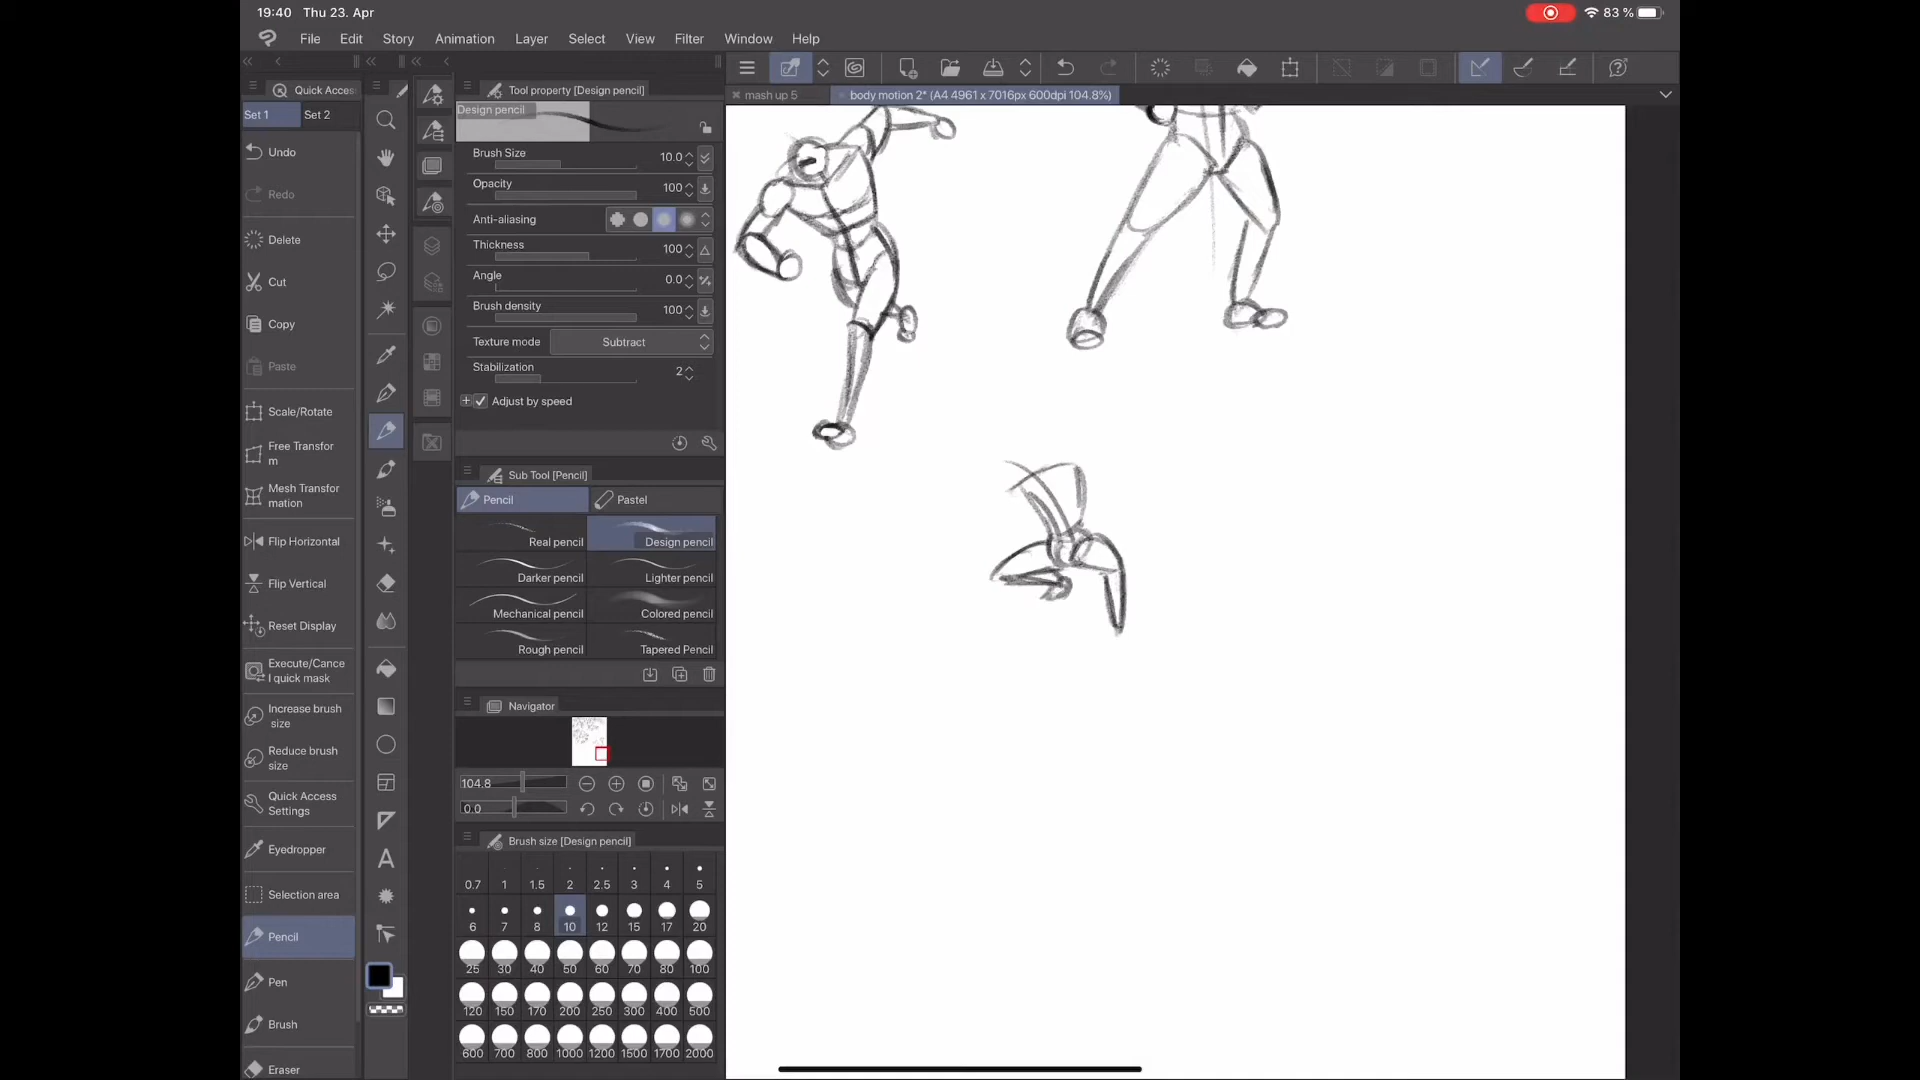 19:40 Thu 23. Apr
83 %
File Edit Story Animation Layer Select View Filter Window Help
Quick Acces
Set 1 Set 2
Undo
Redo
Delete
Cut
Copy
Paste
Scale/Rotate
Free Transfor
m
Mesh Transfor
mation
Flip Horizontal
Flip Vertical
Reset Display
Execute/Cance
l quick mask
Increase brush
size
Reduce brush
size
Quick Access
Settings
Eyedropper
Selection area
Pencil
Pen
Brush
Eraser
A
Tool property [Design pencil]
Design pencil
Brush Size 10.0
Opacity 100
Anti-aliasing
Thickness 100
Angle 0.0
Brush density 100
Texture mode Subtract
Stabilization 2
Adjust by speed
Sub Tool [Pencil]
Pencil Pastel
Real pencil Design pencil
Darker pencil Lighter pencil
Mechanical pencil Colored pencil
Rough pencil Tapered Pencil
Navigator
104.8
0.0
Brush size [Design pencil]
0.7 1 1.5 2 2.5 3 4 5
6 7 8 10 12 15 17 20
25 30 40 50 60 70 80 100
120 150 170 200 250 300 400 500
600 700 800 1000 1200 1500 1700 2000
mash up 5 body motion 2* (A4 4961 x 7016px 600dpi 104.8%)